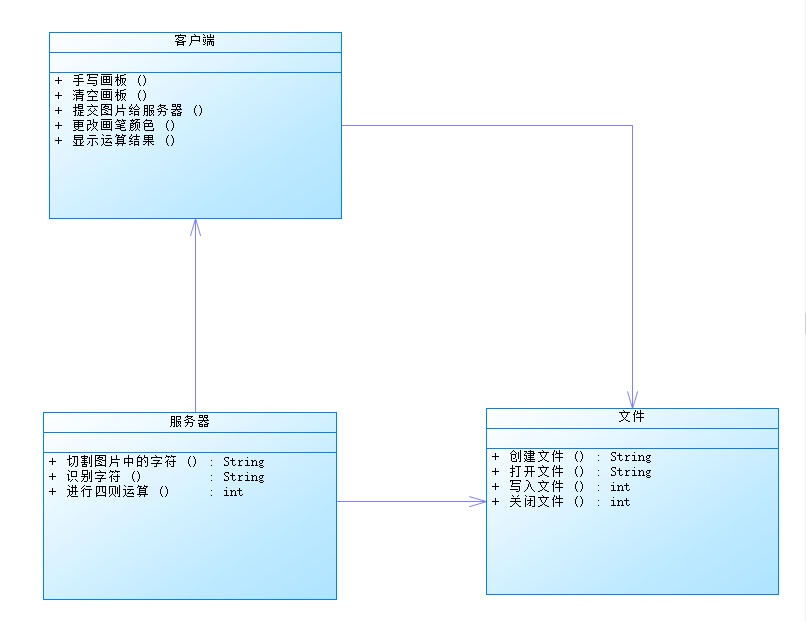 客户端
+ 手写画板 ()
+ 清空画板 ()
+ 提交图片给服务器 ()
+ 更改画笔颜色 ()
+ 显示运算结果 ()
服务器
+ 切割图片中的字符 () : String
+ 识别字符 () : String
+ 进行四则运算 () : int
文件
+ 创建文件 () : String
+ 打开文件 () : String
+ 写入文件 () : int
+ 关闭文件 () : int